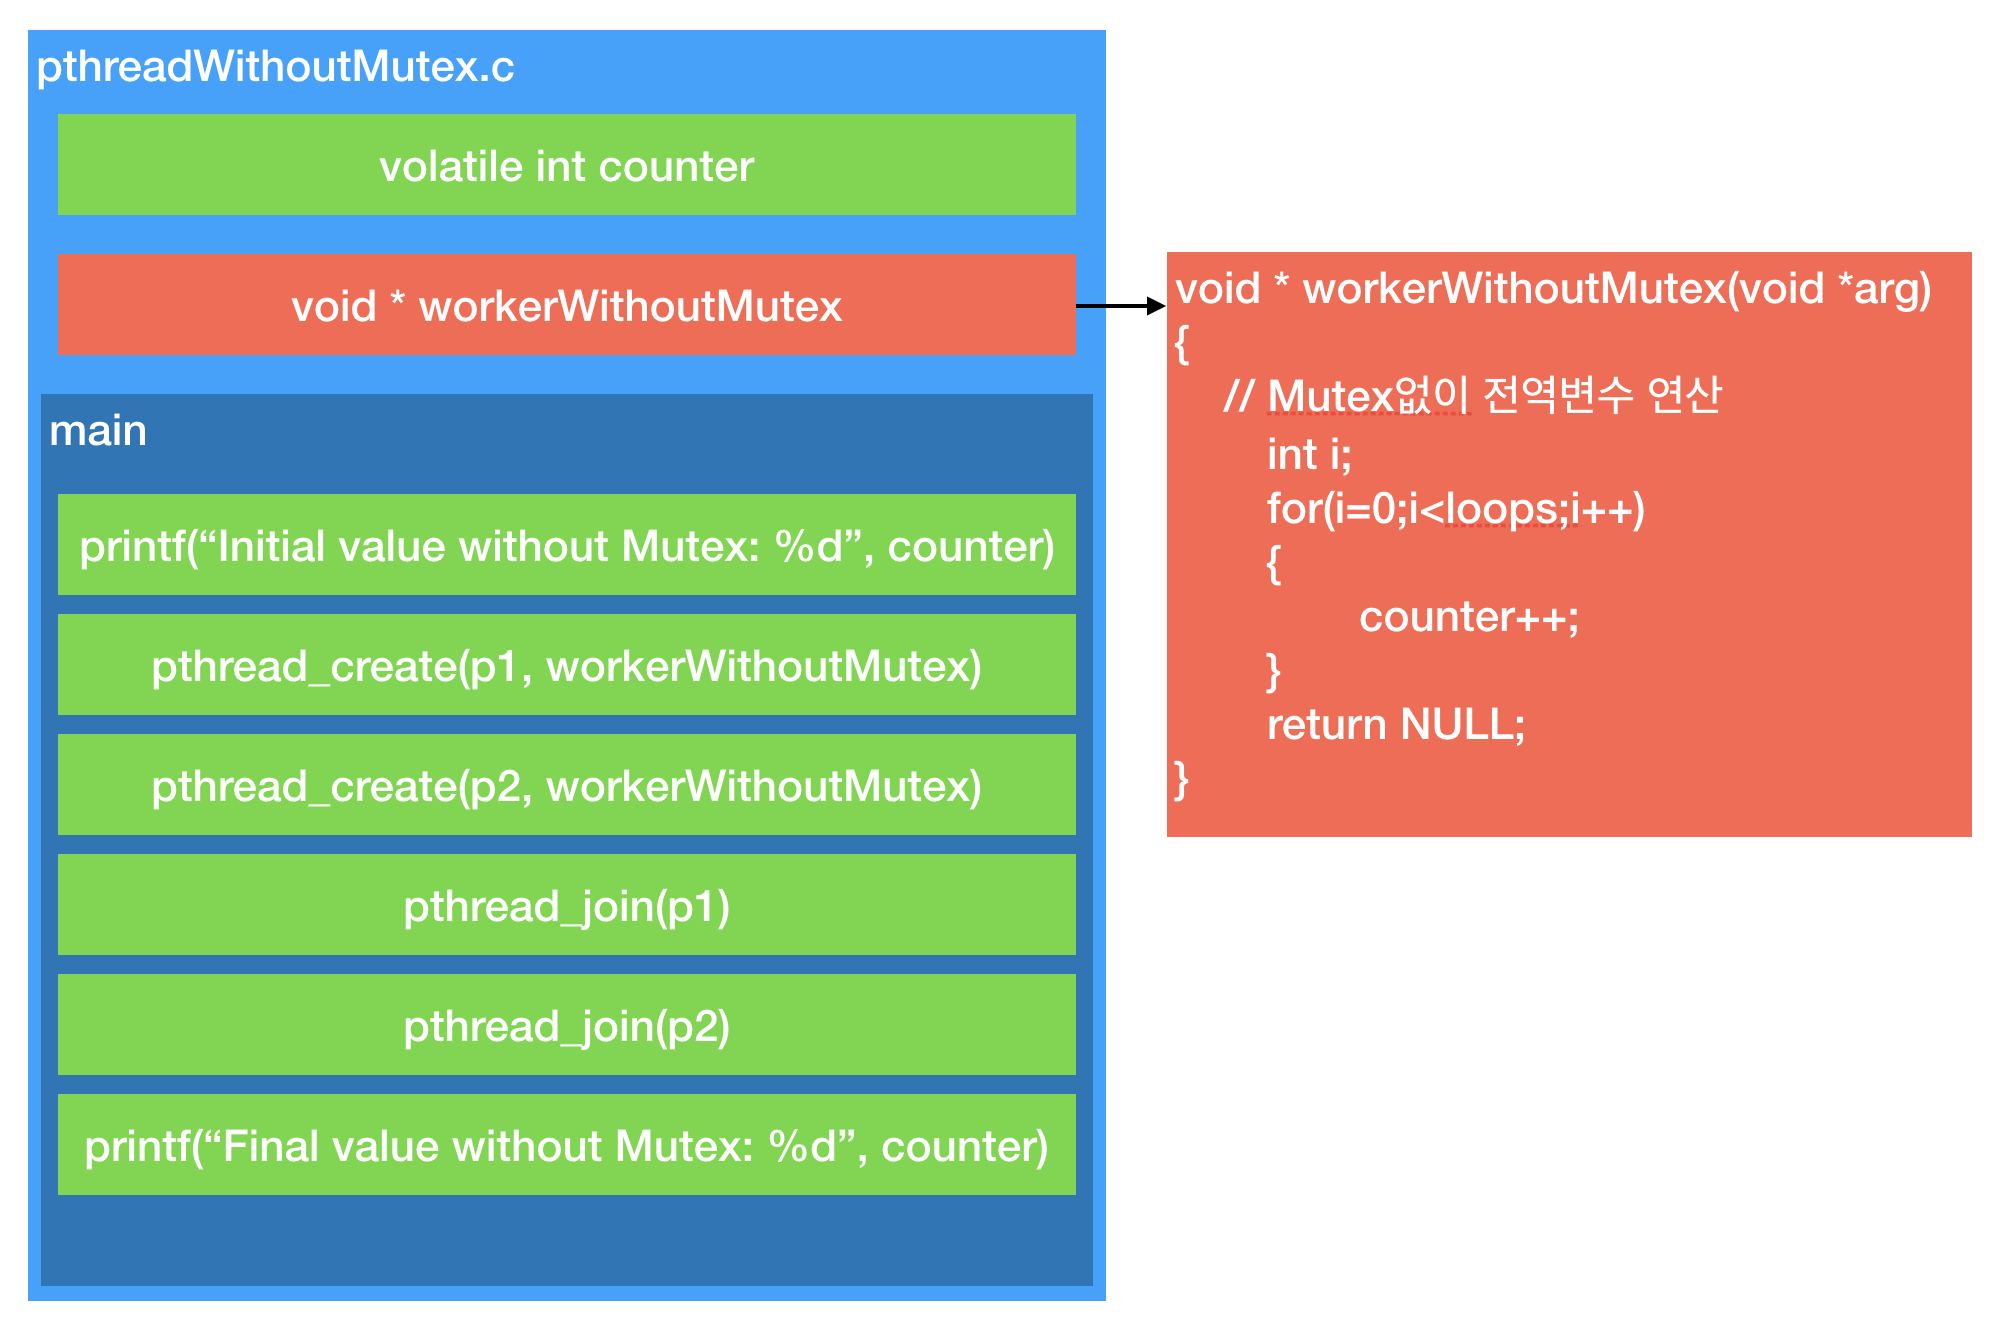 pthreadWithoutMutex.c
volatile int counter
void * workerWithoutMutex
main
printf(“Initial value without Mutex: %d”, counter)
pthread_create(p1, workerWithoutMutex)
pthread_create(p2, workerWithoutMutex)
pthread_join(p1)
pthread_join(p2)
printf(“Final value without Mutex: %d”, counter)
void * workerWithoutMutex(void *arg)
{
// Mutex없이 전역변수 연산
int i;
for(i=0;i<loops;i++)
{
counter++;
}
return NULL;
}